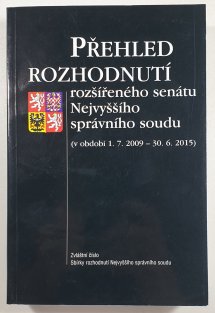 PŘEHLED
ROZHODNUTÍ
rozšířeného senátu
Nejvyššího
správního soudu
(v období 1. 7. 2009 – 30. 6. 2015)
Zvláštní číslo
Sbírky rozhodnutí Nejvyššího správního soudu